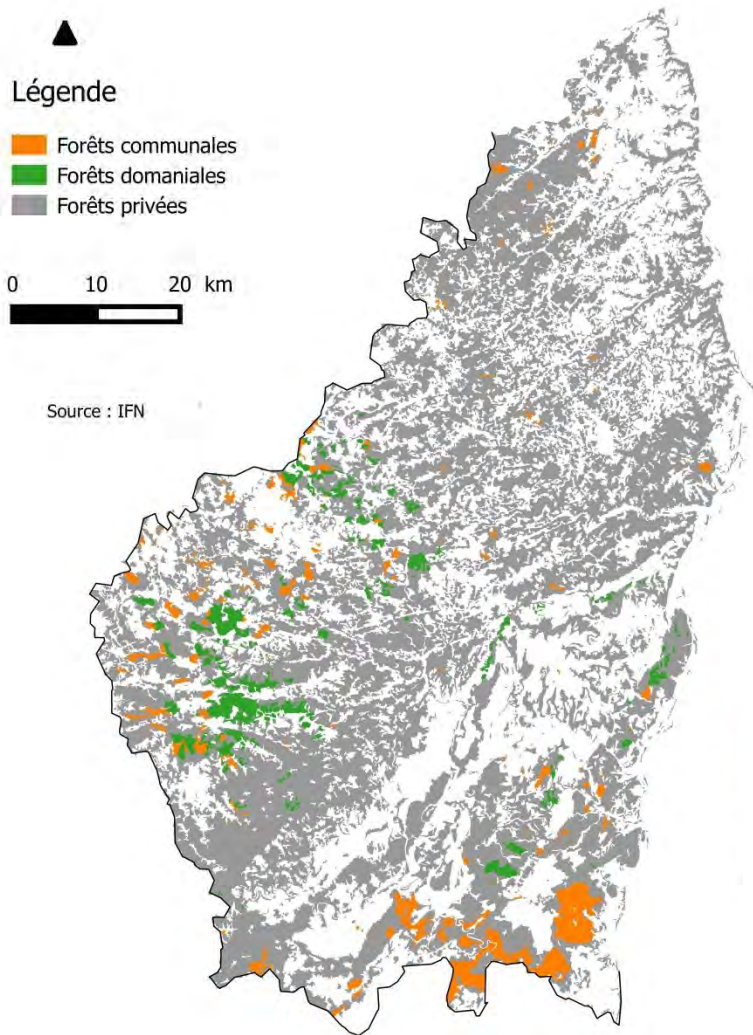 Légende
Forêts communales
Forêts domaniales
Forêts privées
0 10 20 km
Source : IFN